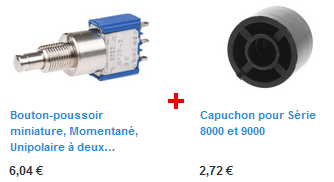 Bouton-poussoir
miniature, Momentané,
Unipolaire à deux...
6,04 €
Capuchon pour Série
8000 et 9000
2,72 €